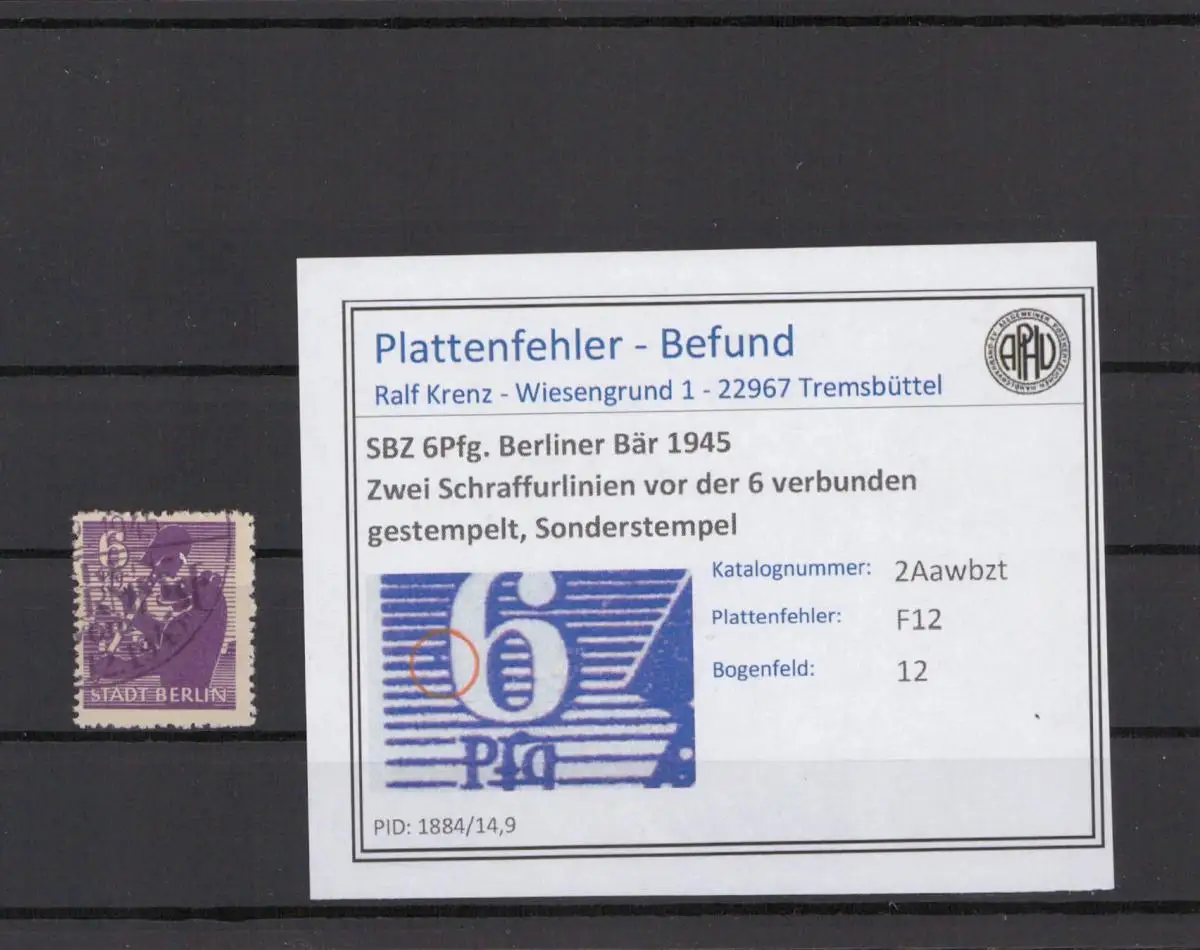 Plattenfehler - Befund
Ralf Krenz - Wiesengrund 1 - 22967 Tremsbüttel
APHV
SBZ 6Pfg. Berliner Bär 1945
Zwei Schraffurlinien vor der 6 verbunden
gestempelt, Sonderstempel
Katalognummer: 2Aawbzt
Plattenfehler: F12
Bogenfeld: 12
6
Pfg
PID: 1884/14,9
1945
6
STADT BERLIN